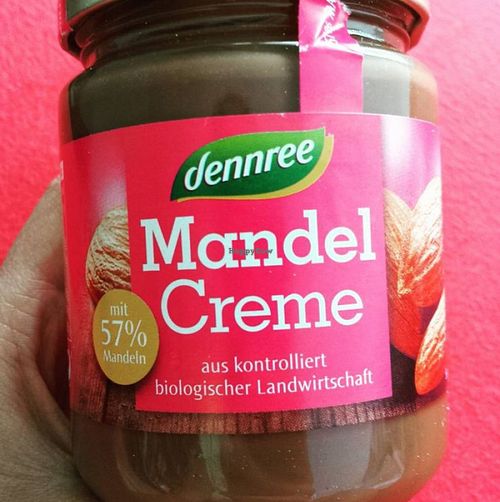 dennree
Mandel
Creme
mit
57%
Mandeln
aus kontrolliert
biologischer Landwirtschaft